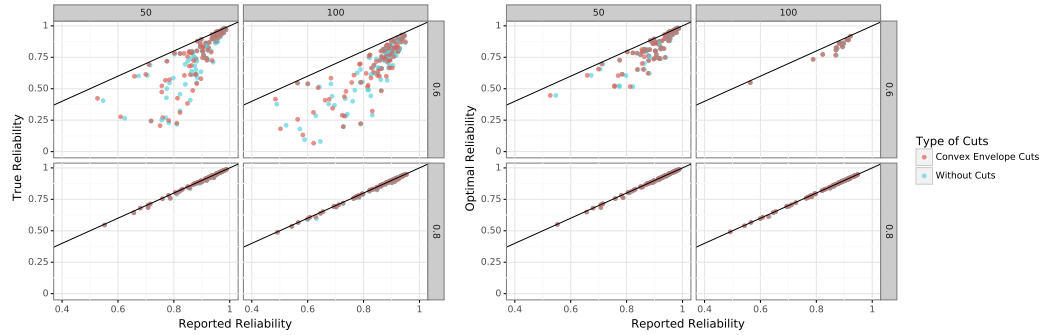 50 100
50 100
1
0.75
0.50
0.25
0
0.6
1
0.75
0.50
0.25
0
0.8
0.4 0.6 0.8 1
0.4 0.6 0.8 1
True Reliability
Reported Reliability
1
0.75
0.50
0.25
0
0.6
1
0.75
0.50
0.25
0
0.8
0.4 0.6 0.8 1
0.4 0.6 0.8 1
Optimal Reliability
Reported Reliability
Type of Cuts
Convex Envelope Cuts
Without Cuts